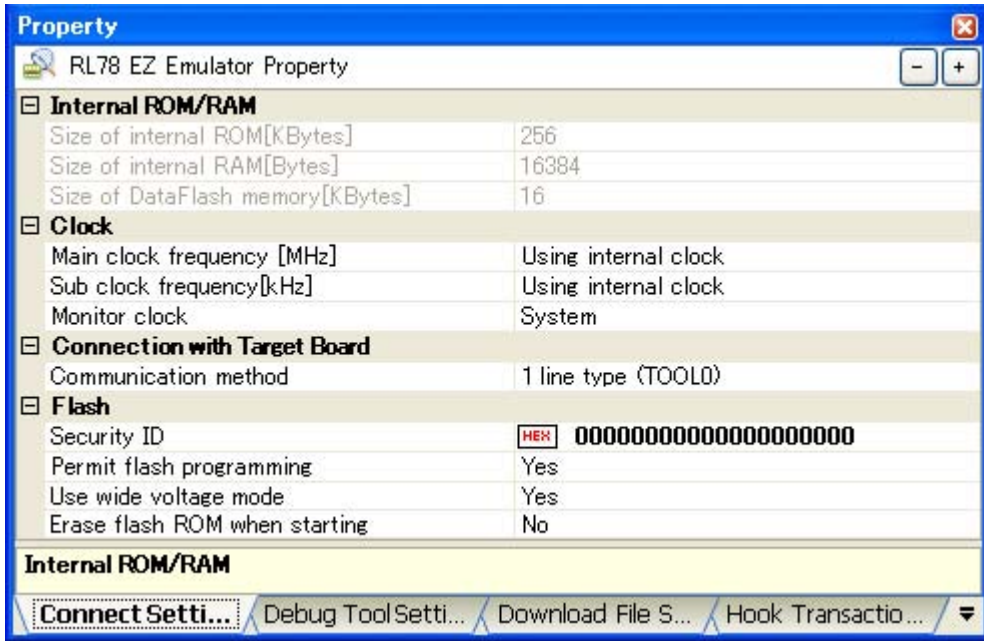 Property
RL78 EZ Emulator Property
Internal ROM/RAM
Size of internal ROM[KBytes] 256
Size of internal RAM[Bytes] 16384
Size of DataFlash memory[KBytes] 16
Clock
Main clock frequency [MHz] Using internal clock
Sub clock frequency[kHz] Using internal clock
Monitor clock System
Connection with Target Board
Communication method 1 line type (TOOL0)
Flash
Security ID HEX 00000000000000000000
Permit flash programming Yes
Use wide voltage mode Yes
Erase flash ROM when starting No
Internal ROM/RAM
Connect Setti... Debug Tool Setti... Download File S... Hook Transactio...